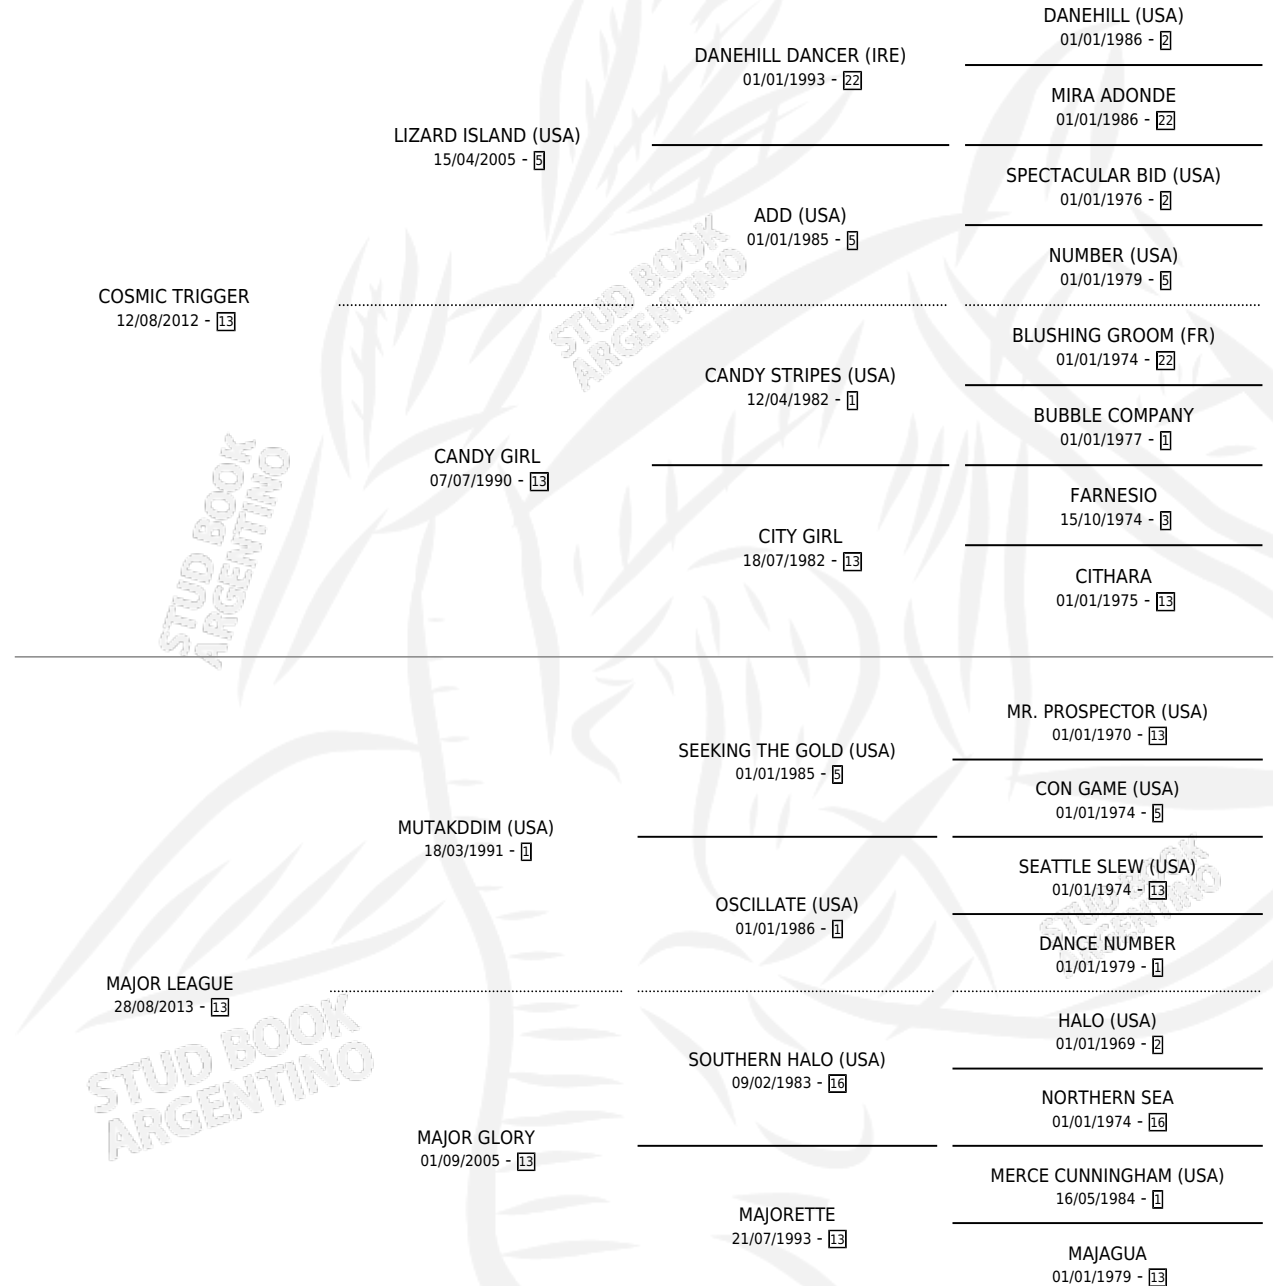 DANEHILL (USA)
01/01/1986 - 2
DANEHILL DANCER (IRE)
01/01/1993 - 22
MIRA ADONDE
01/01/1986 - 22
LIZARD ISLAND (USA)
15/04/2005 - 5
SPECTACULAR BID (USA)
01/01/1976 - 2
ADD (USA)
01/01/1985 - 5
NUMBER (USA)
01/01/1979 - 5
COSMIC TRIGGER
12/08/2012 - 13
BLUSHING GROOM (FR)
01/01/1974 - 22
CANDY STRIPES (USA)
12/04/1982 - 1
BUBBLE COMPANY
01/01/1977 - 1
CANDY GIRL
07/07/1990 - 13
FARNESIO
15/10/1974 - 3
CITY GIRL
18/07/1982 - 13
CITHARA
01/01/1975 - 13
STUD BOOK
ARGENTINO
STUD BOOK
ARGENTINO
MR. PROSPECTOR (USA)
01/01/1970 - 13
SEEKING THE GOLD (USA)
01/01/1985 - 5
CON GAME (USA)
01/01/1974 - 5
MUTAKDDIM (USA)
18/03/1991 - 1
SEATTLE SLEW (USA)
01/01/1974 - 13
OSCILLATE (USA)
01/01/1986 - 1
DANCE NUMBER
01/01/1979 - 1
MAJOR LEAGUE
28/08/2013 - 13
HALO (USA)
01/01/1969 - 2
SOUTHERN HALO (USA)
09/02/1983 - 16
NORTHERN SEA
01/01/1974 - 16
MAJOR GLORY
01/09/2005 - 13
MERCE CUNNINGHAM (USA)
16/05/1984 - 1
MAJORETTE
21/07/1993 - 13
MAJAGUA
01/01/1979 - 13
STUD BOOK
ARGENTINO
STUD BOOK
ARGENTINO